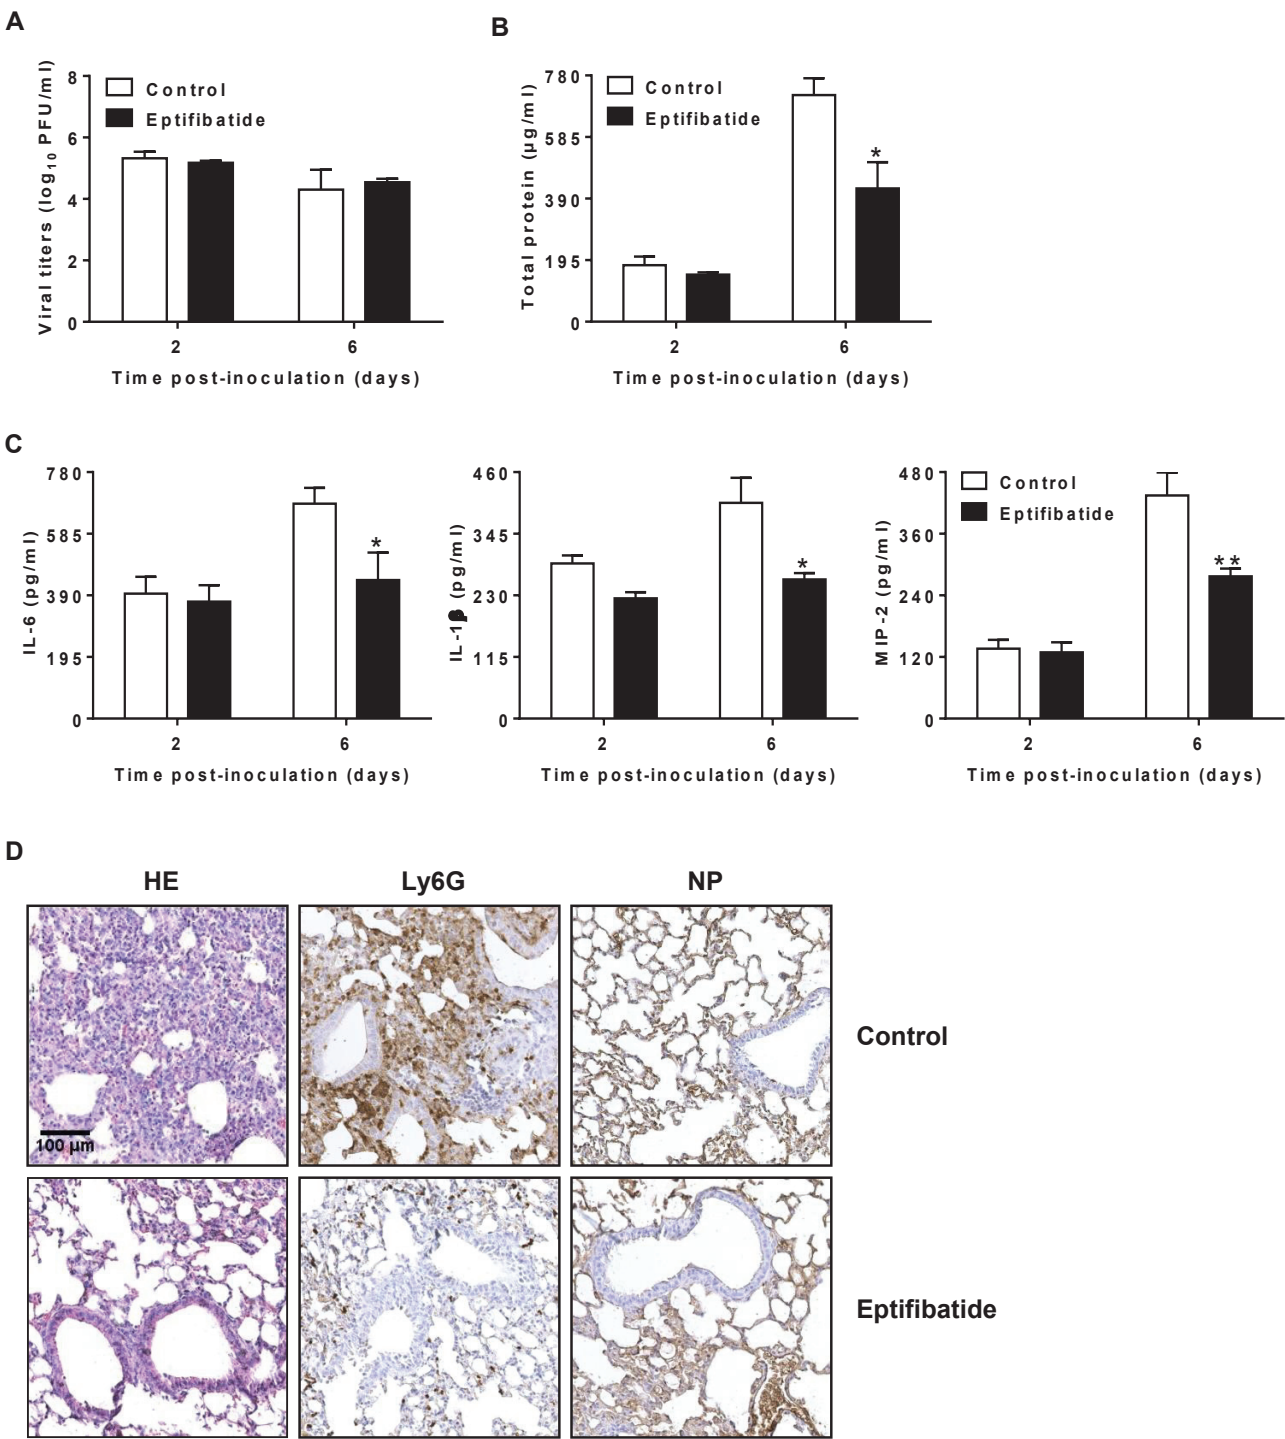 A
Viral titers (log10 PFU/ml)
8
6
4
2
0
Control
Eptifibatide
2
6
Time post-inoculation (days)
B
Total protein (µg/ml)
780
585
390
195
0
Control
Eptifibatide
*
2
6
Time post-inoculation (days)
C
IL-6 (pg/ml)
780
585
390
195
0
*
2
6
Time post-inoculation (days)
IL-1β (pg/ml)
460
345
230
115
0
*
2
6
Time post-inoculation (days)
MIP-2 (pg/ml)
480
360
240
120
0
Control
Eptifibatide
**
2
6
Time post-inoculation (days)
D
HE
Ly6G
NP
100 µm
Control
Eptifibatide